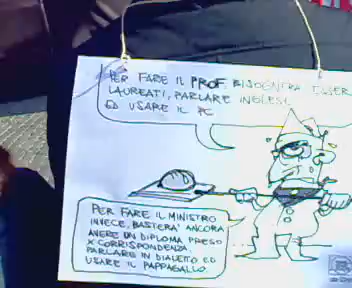 PER FARE IL PROF BISOGNERA ESSER
LAUREATI, PARLARE INGLESE
ED USARE IL PC
PER FARE IL MINISTRO
INVECE, BASTERA' ANCORA
AVERE UN DIPLOMA PRESO
X CORRISPONDENZA
PARLARE IN DIALETTO ED
USARE IL PAPPAGALLO